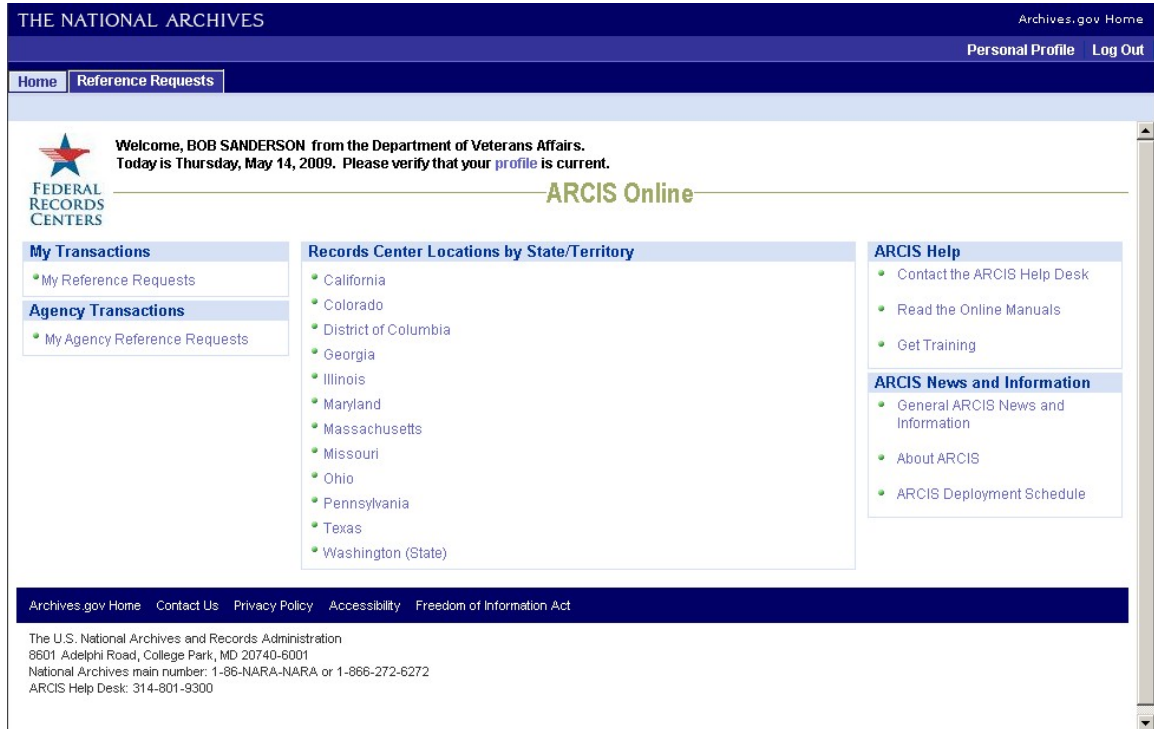 THE NATIONAL ARCHIVES
Archives.gov Home
Personal Profile Log Out
Home Reference Requests
Welcome, BOB SANDERSON from the Department of Veterans Affairs.
Today is Thursday, May 14, 2009. Please verify that your profile is current.
FEDERAL
RECORDS
CENTERS
ARCIS Online
My Transactions
My Reference Requests
Agency Transactions
My Agency Reference Requests
Records Center Locations by State/Territory
California
Colorado
District of Columbia
Georgia
Illinois
Maryland
Massachusetts
Missouri
Ohio
Pennsylvania
Texas
Washington (State)
ARCIS Help
Contact the ARCIS Help Desk
Read the Online Manuals
Get Training
ARCIS News and Information
General ARCIS News and
Information
About ARCIS
ARCIS Deployment Schedule
Archives.gov Home Contact Us Privacy Policy Accessibility Freedom of Information Act
The U.S. National Archives and Records Administration
8601 Adelphi Road, College Park, MD 20740-6001
National Archives main number: 1-86-NARA-NARA or 1-866-272-6272
ARCIS Help Desk: 314-801-9300